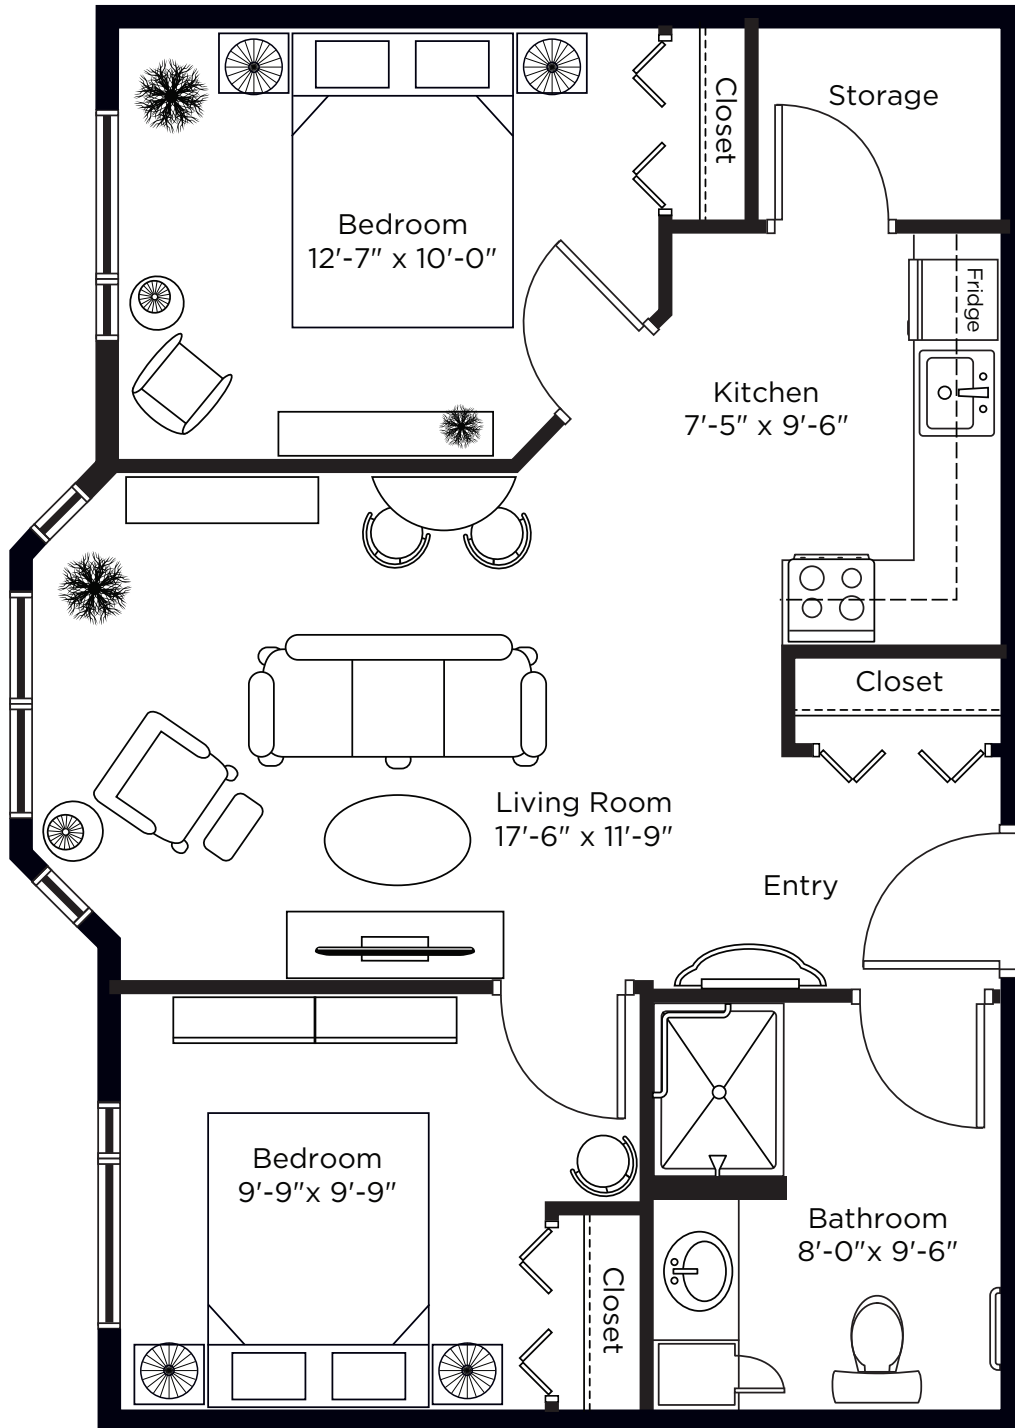 Closet
Storage
Bedroom
12'-7" x 10'-0"
Fridge
Kitchen
7'-5" x 9'-6"
Closet
Living Room
17'-6" x 11'-9"
Entry
Bedroom
9'-9"x 9'-9"
Bathroom
8'-0"x 9'-6"
Closet